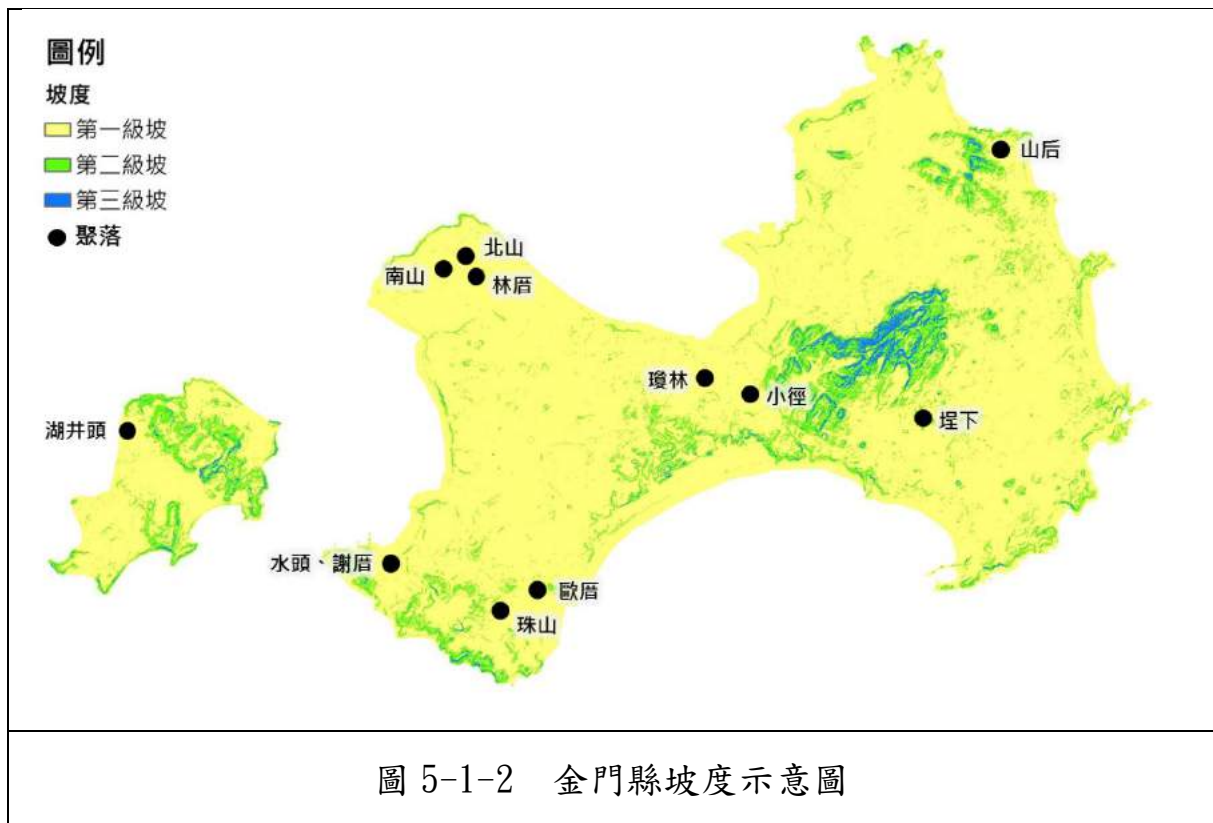 圖例
坡度
第一級坡
第二級坡
第三級坡
聚落
山后
北山
南山
林厝
瓊林
小徑
埕下
湖井頭
水頭、謝厝
歐厝
珠山
圖 5-1-2 金門縣坡度示意圖